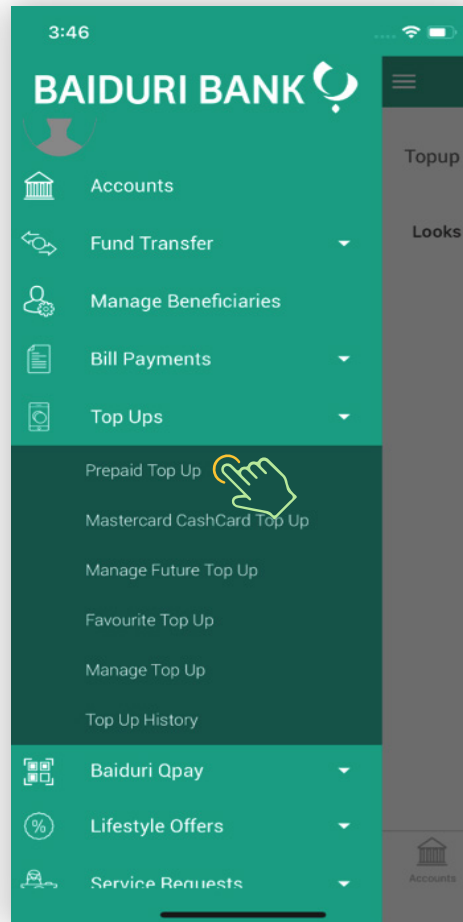 3:46
BAIDURI BANK
Topup
Accounts
Looks
Fund Transfer
Manage Beneficiaries
Bill Payments
Top Ups
Prepaid Top Up
Mastercard CashCard Top Up
Manage Future Top Up
Favourite Top Up
Manage Top Up
Top Up History
Baiduri Qpay
%
Lifestyle Offers
Service Requests
Accounts